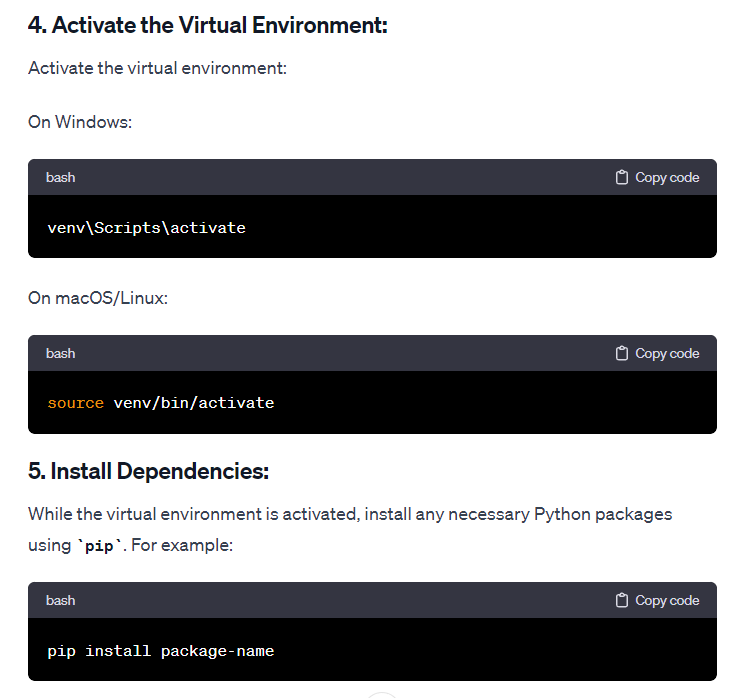 4. Activate the Virtual Environment:
Activate the virtual environment:
On Windows:
bash Copy code
venv\Scripts\activate
On macOS/Linux:
bash Copy code
source venv/bin/activate
5. Install Dependencies:
While the virtual environment is activated, install any necessary Python packages
using `pip`. For example:
bash Copy code
pip install package-name